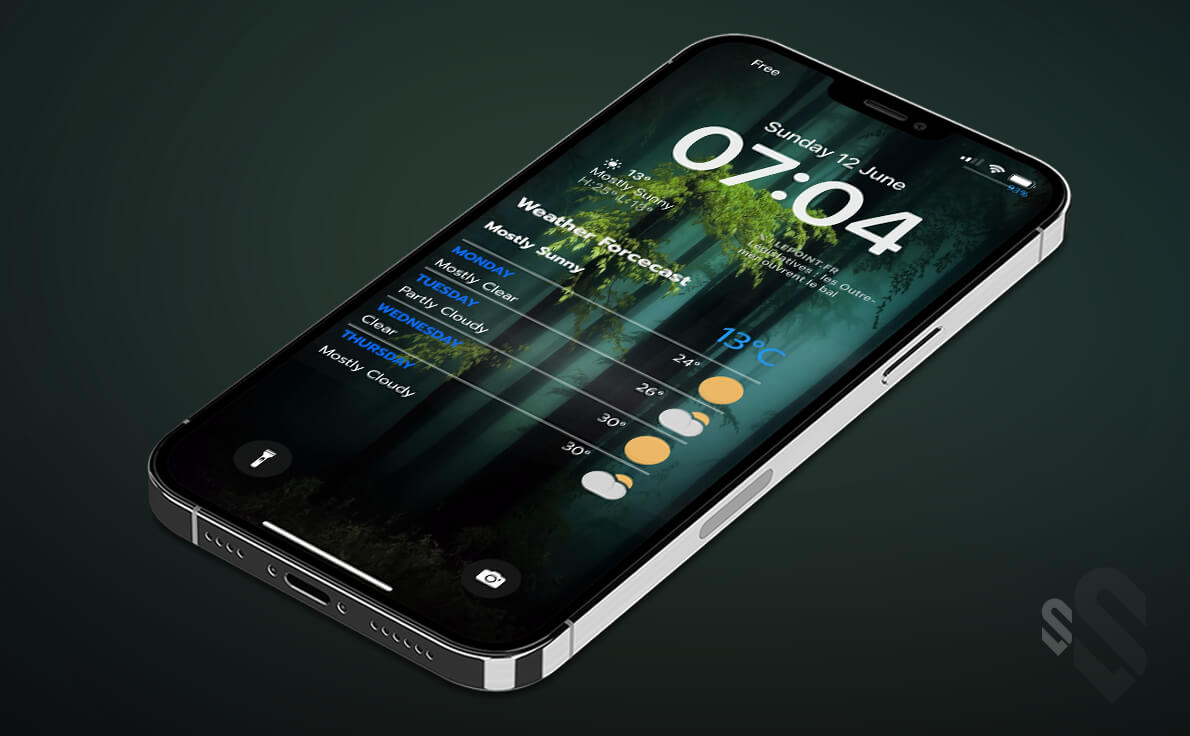 Free
93%
Sunday 12 June
07:04
13°
Mostly Sunny
H:25° L:13°
LEPOINT.FR
Législatives : les Outre-
mer ouvrent le bal
Weather Forcecast
Mostly Sunny
13°C
MONDAY
Mostly Clear
24°
TUESDAY
Partly Cloudy
26°
WEDNESDAY
Clear
30°
THURSDAY
Mostly Cloudy
30°